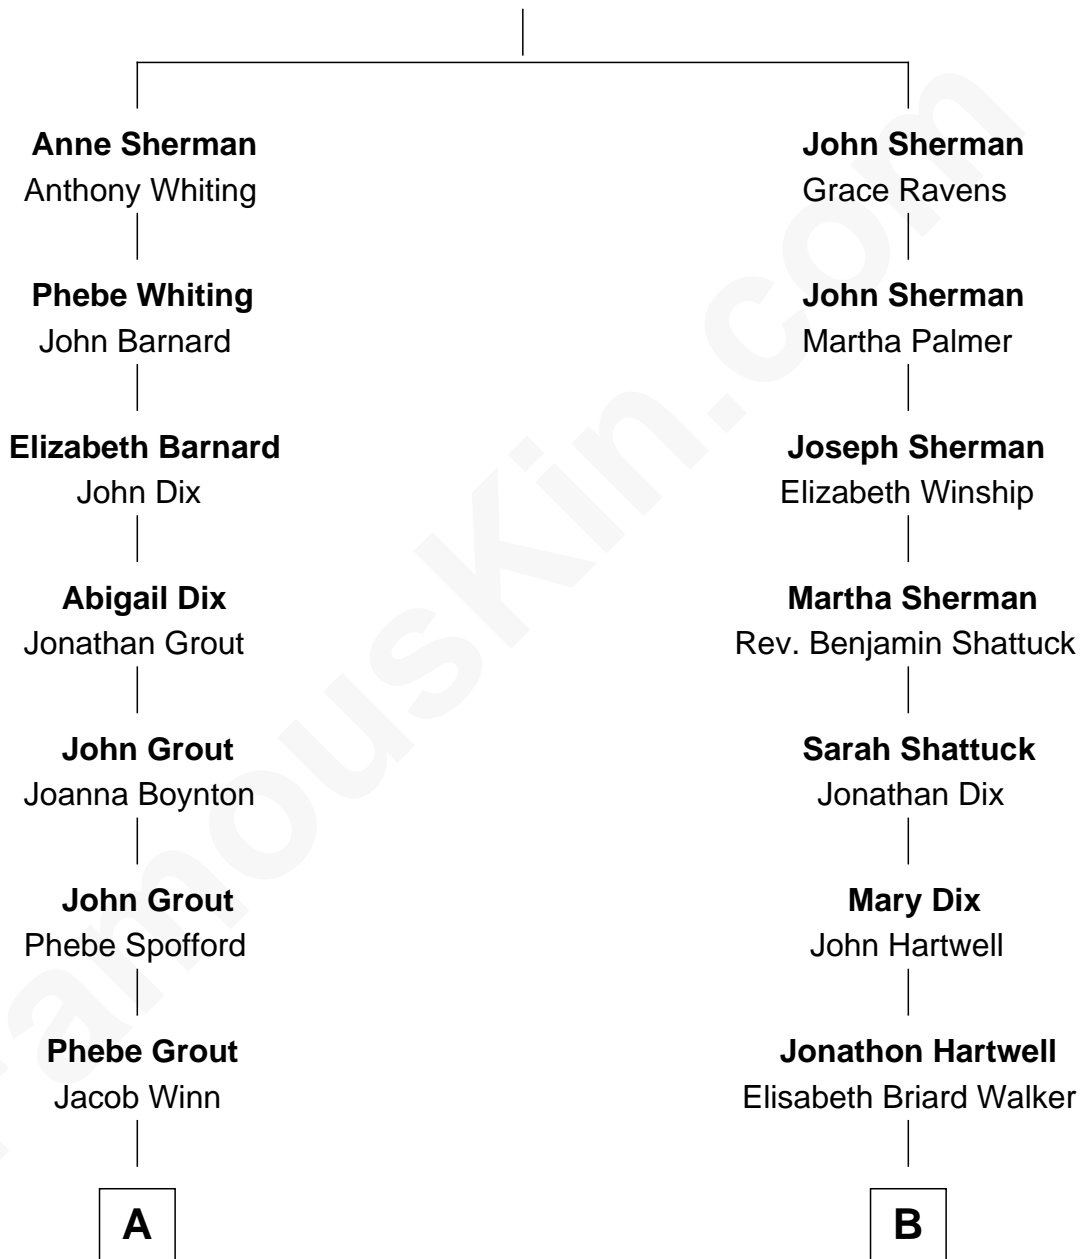 Anne Sherman
Anthony Whiting
Phebe Whiting
John Barnard
Elizabeth Barnard
John Dix
Abigail Dix
Jonathan Grout
John Grout
Joanna Boynton
John Grout
Phebe Spofford
Phebe Grout
Jacob Winn
A
John Sherman
Grace Ravens
John Sherman
Martha Palmer
Joseph Sherman
Elizabeth Winship
Martha Sherman
Rev. Benjamin Shattuck
Sarah Shattuck
Jonathan Dix
Mary Dix
John Hartwell
Jonathon Hartwell
Elisabeth Briard Walker
B
FamousKin.com